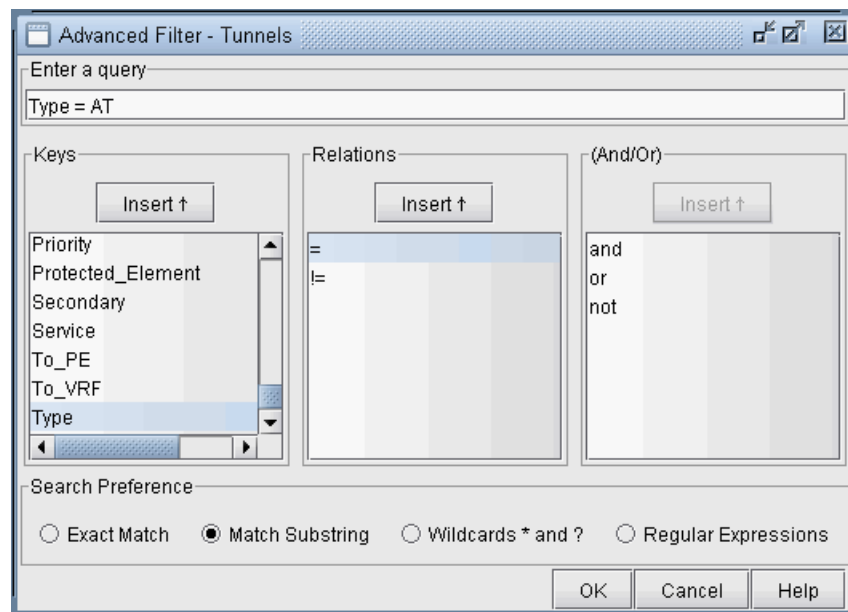 Advanced Filter - Tunnels
Enter a query
Type = AT
Keys
Relations
(And/Or)
Insert ↑
Insert ↑
Insert ↑
Priority
Protected_Element
Secondary
Service
To_PE
To_VRF
Type
=
!=
and
or
not
Search Preference
Exact Match
Match Substring
Wildcards * and ?
Regular Expressions
OK
Cancel
Help